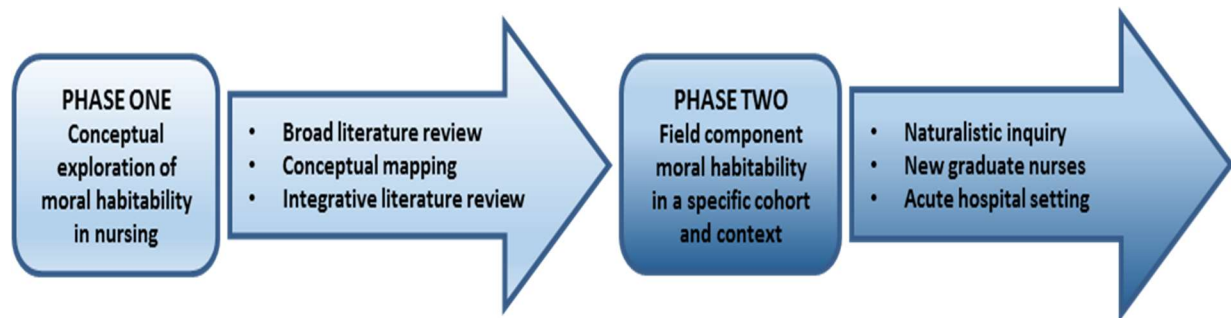 PHASE ONE
Conceptual
exploration of
moral habitability
in nursing
• Broad literature review
• Conceptual mapping
• Integrative literature review
PHASE TWO
Field component
moral habitability
in a specific cohort
and context
• Naturalistic inquiry
• New graduate nurses
• Acute hospital setting